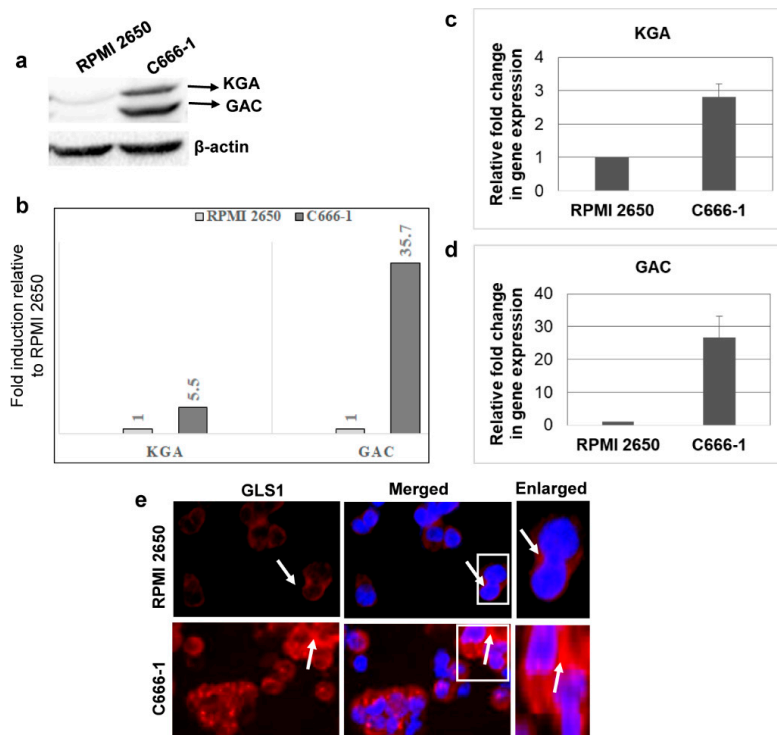 a
RPMI 2650
C666-1
KGA
GAC
β-actin
b
RPMI 2650 C666-1
Fold induction relative
to RPMI 2650
1
5.5
1
35.7
KGA
GAC
c
KGA
Relative fold change
in gene expression
4
3
2
1
0
RPMI 2650
C666-1
d
GAC
Relative fold change
in gene expression
40
30
20
10
0
RPMI 2650
C666-1
e
GLS1
Merged
Enlarged
RPMI 2650
C666-1